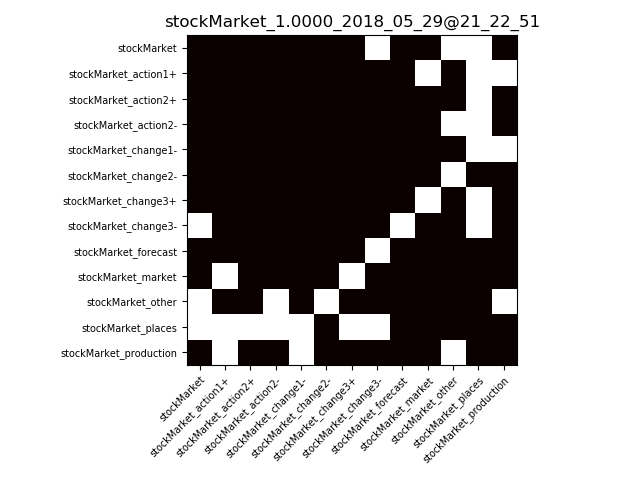 stockMarket_1.0000_2018_05_29@21_22_51
stockMarket
stockMarket_action1+
stockMarket_action2+
stockMarket_action2-
stockMarket_change1-
stockMarket_change2-
stockMarket_change3+
stockMarket_change3-
stockMarket_forecast
stockMarket_market
stockMarket_other
stockMarket_places
stockMarket_production
stockMarket
stockMarket_action1+
stockMarket_action2+
stockMarket_action2-
stockMarket_change1-
stockMarket_change2-
stockMarket_change3+
stockMarket_change3-
stockMarket_forecast
stockMarket_market
stockMarket_other
stockMarket_places
stockMarket_production